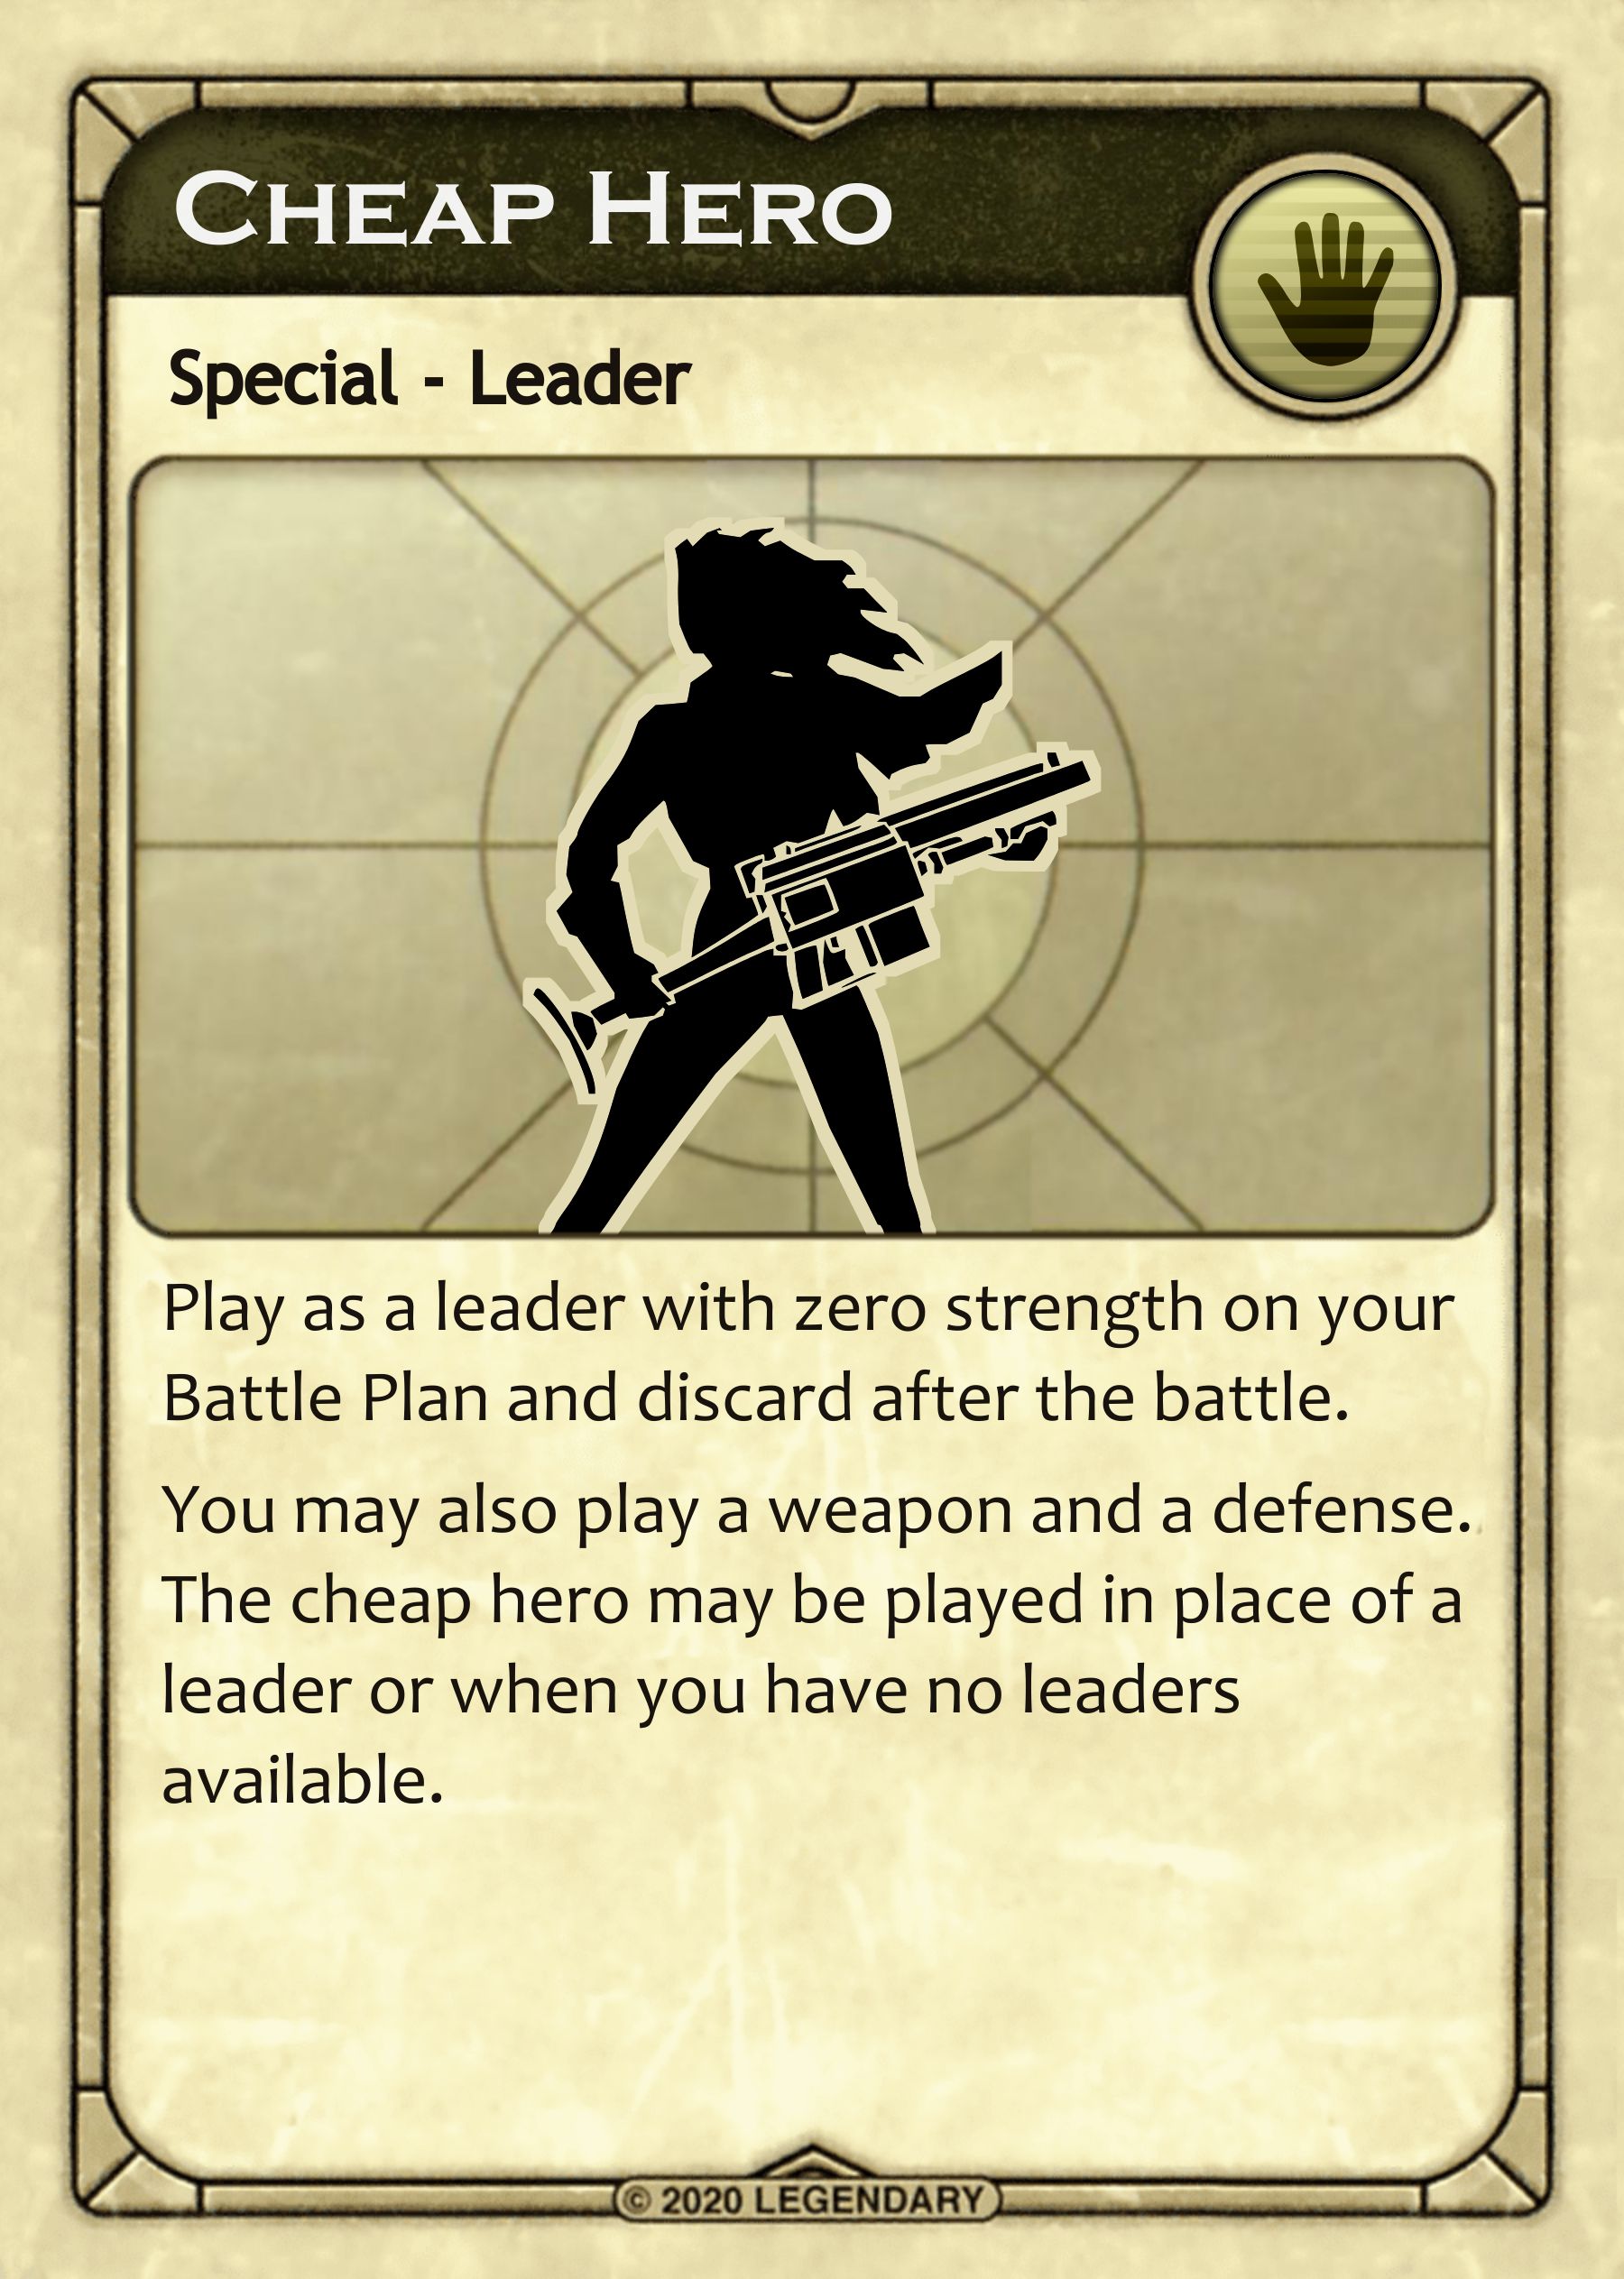 Cheap Hero
Special - Leader
Play as a leader with zero strength on your
Battle Plan and discard after the battle.
You may also play a weapon and a defense.
The cheap hero may be played in place of a
leader or when you have no leaders
available.
© 2020 LEGENDARY